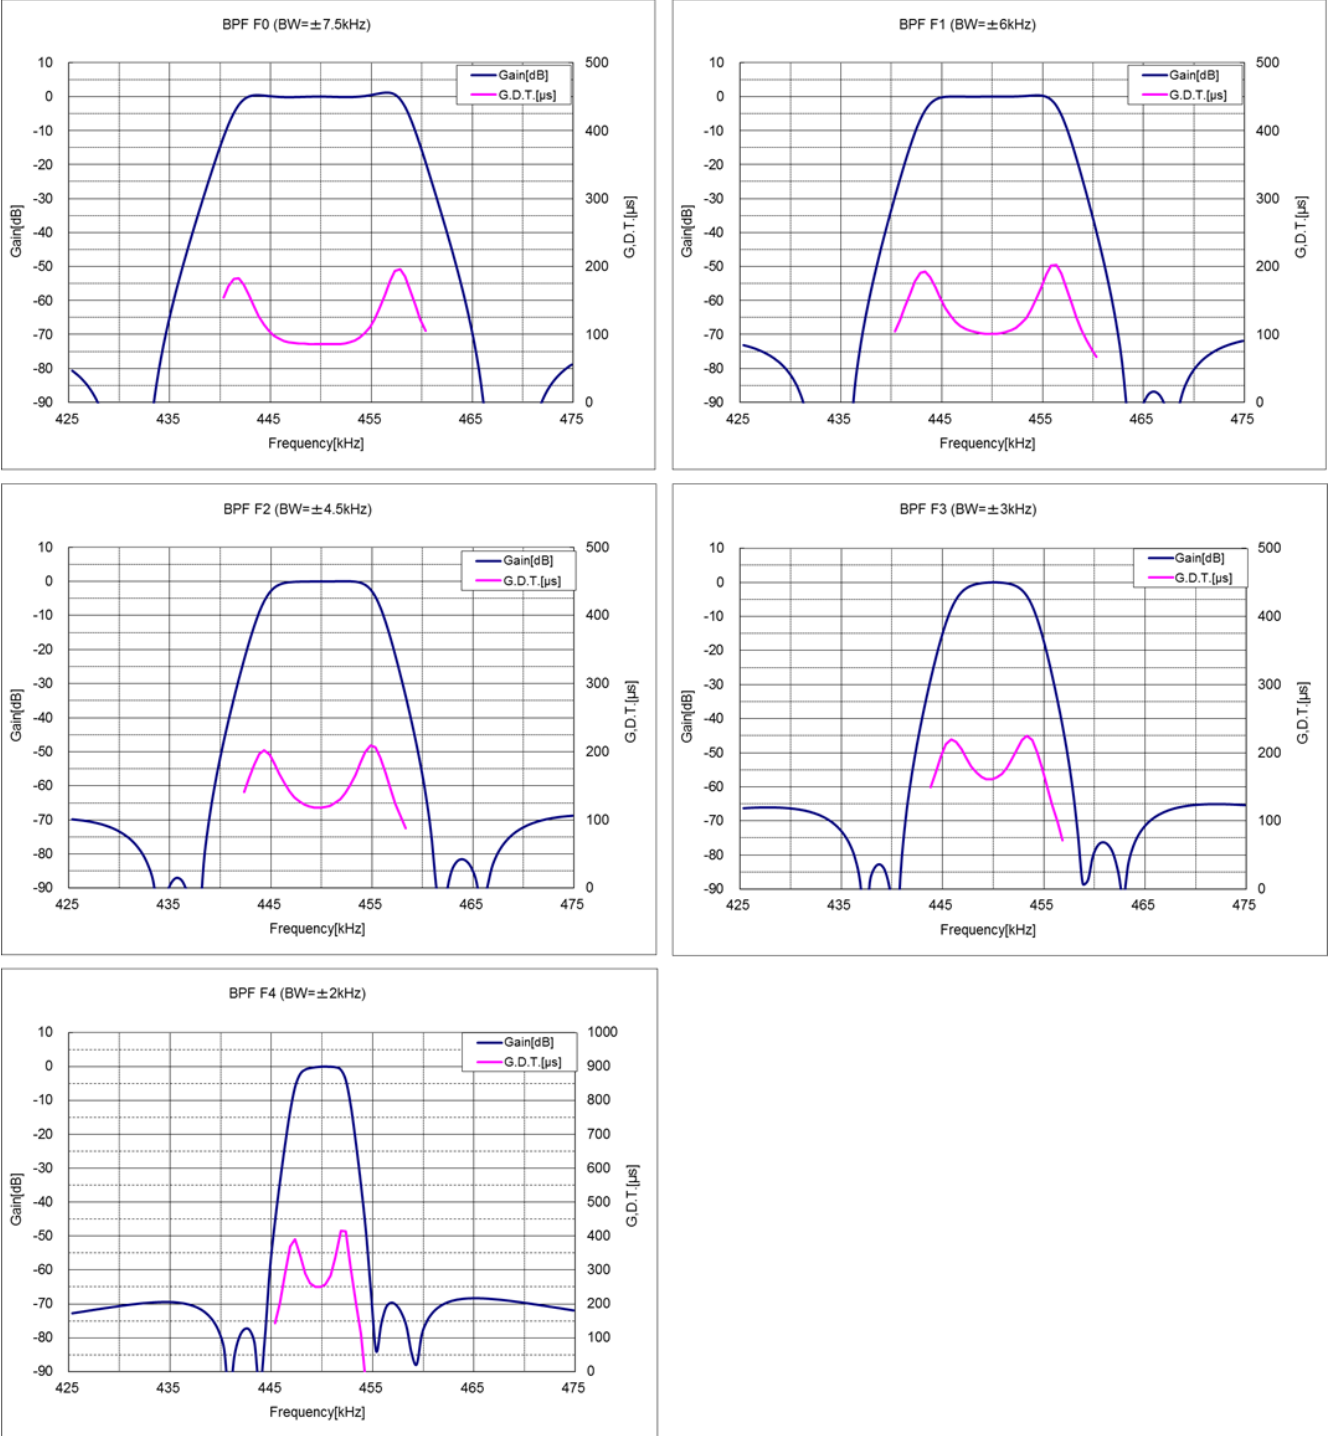 BPF F0 (BW=±7.5kHz)
10
0
-10
-20
-30
-40
-50
-60
-70
-80
-90
Gain[dB]
500
400
300
200
100
0
G,D.T.[µs]
Gain[dB]
G.D.T.[µs]
425 435 445 455 465 475
Frequency[kHz]
BPF F1 (BW=±6kHz)
10
0
-10
-20
-30
-40
-50
-60
-70
-80
-90
Gain[dB]
500
400
300
200
100
0
G,D.T.[µs]
Gain[dB]
G.D.T.[µs]
425 435 445 455 465 475
Frequency[kHz]
BPF F2 (BW=±4.5kHz)
10
0
-10
-20
-30
-40
-50
-60
-70
-80
-90
Gain[dB]
500
400
300
200
100
0
G,D.T.[µs]
Gain[dB]
G.D.T.[µs]
425 435 445 455 465 475
Frequency[kHz]
BPF F3 (BW=±3kHz)
10
0
-10
-20
-30
-40
-50
-60
-70
-80
-90
Gain[dB]
500
400
300
200
100
0
G,D.T.[µs]
Gain[dB]
G.D.T.[µs]
425 435 445 455 465 475
Frequency[kHz]
BPF F4 (BW=±2kHz)
10
0
-10
-20
-30
-40
-50
-60
-70
-80
-90
Gain[dB]
1000
900
800
700
600
500
400
300
200
100
0
G,D.T.[µs]
Gain[dB]
G.D.T.[µs]
425 435 445 455 465 475
Frequency[kHz]